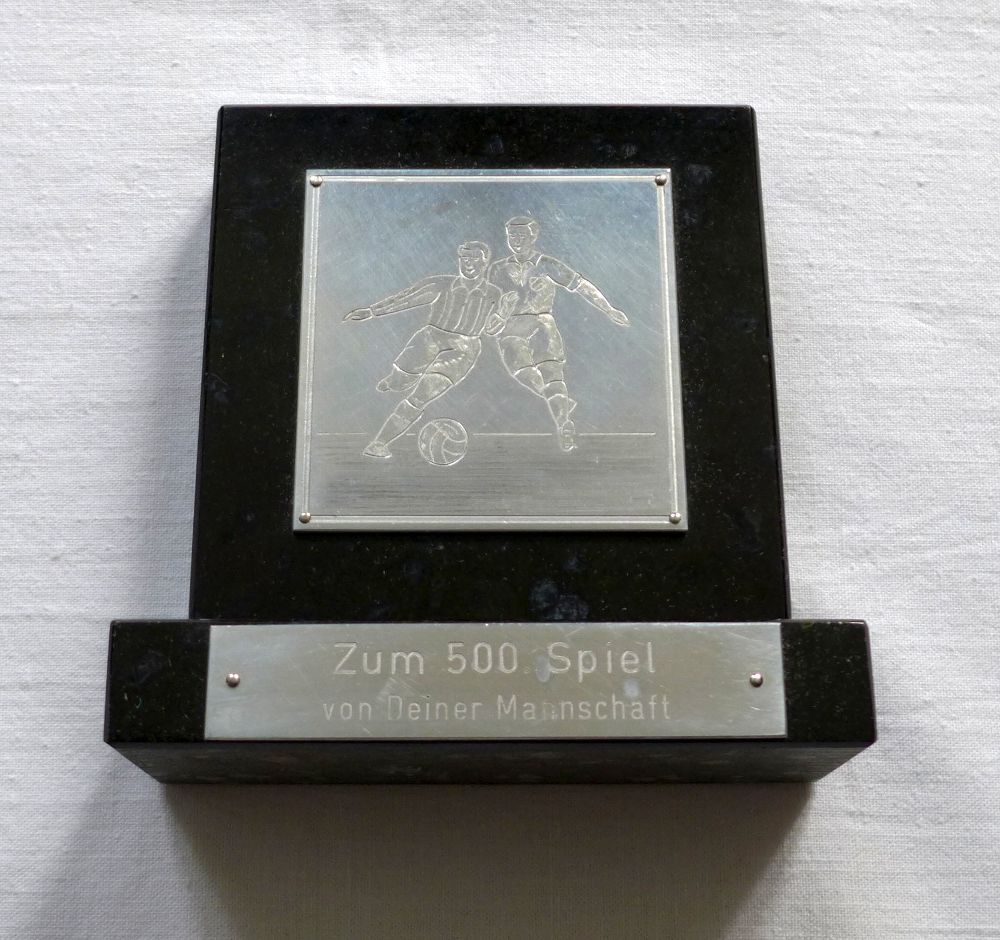 Zum 500. Spiel
von Deiner Mannschaft